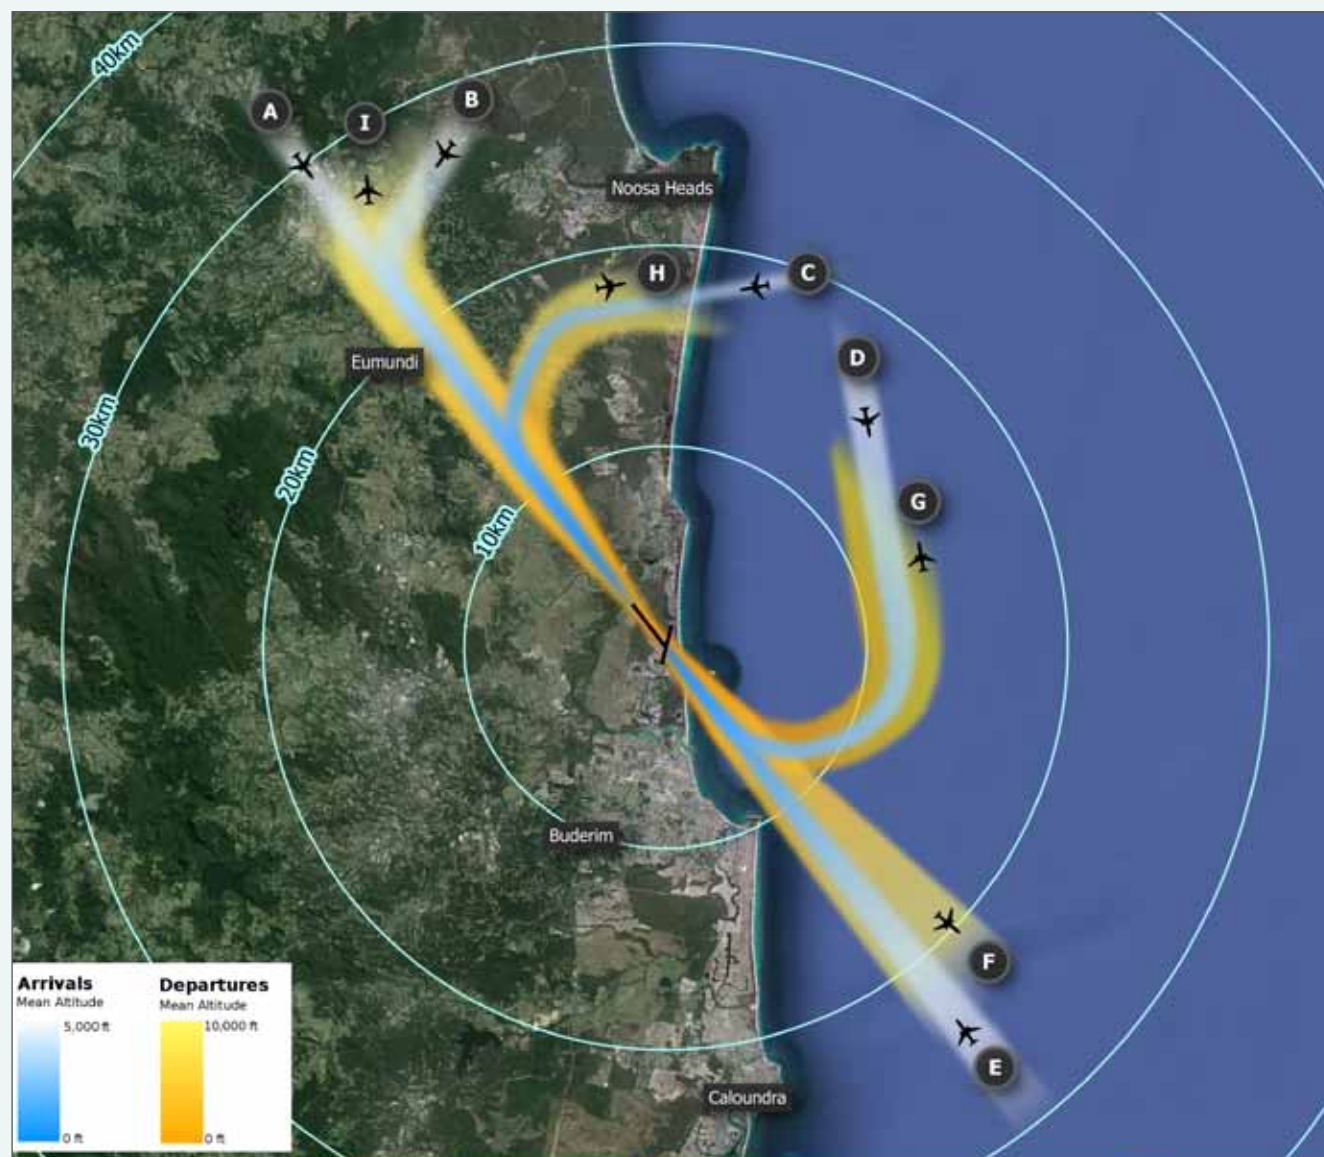 40km
A
I
B
Noosa Heads
H
C
Eumundi
D
30km
20km
G
10km
Buderim
F
E
Caloundra
Arrivals
Mean Altitude
5,000 ft
0 ft
Departures
Mean Altitude
10,000 ft
0 ft